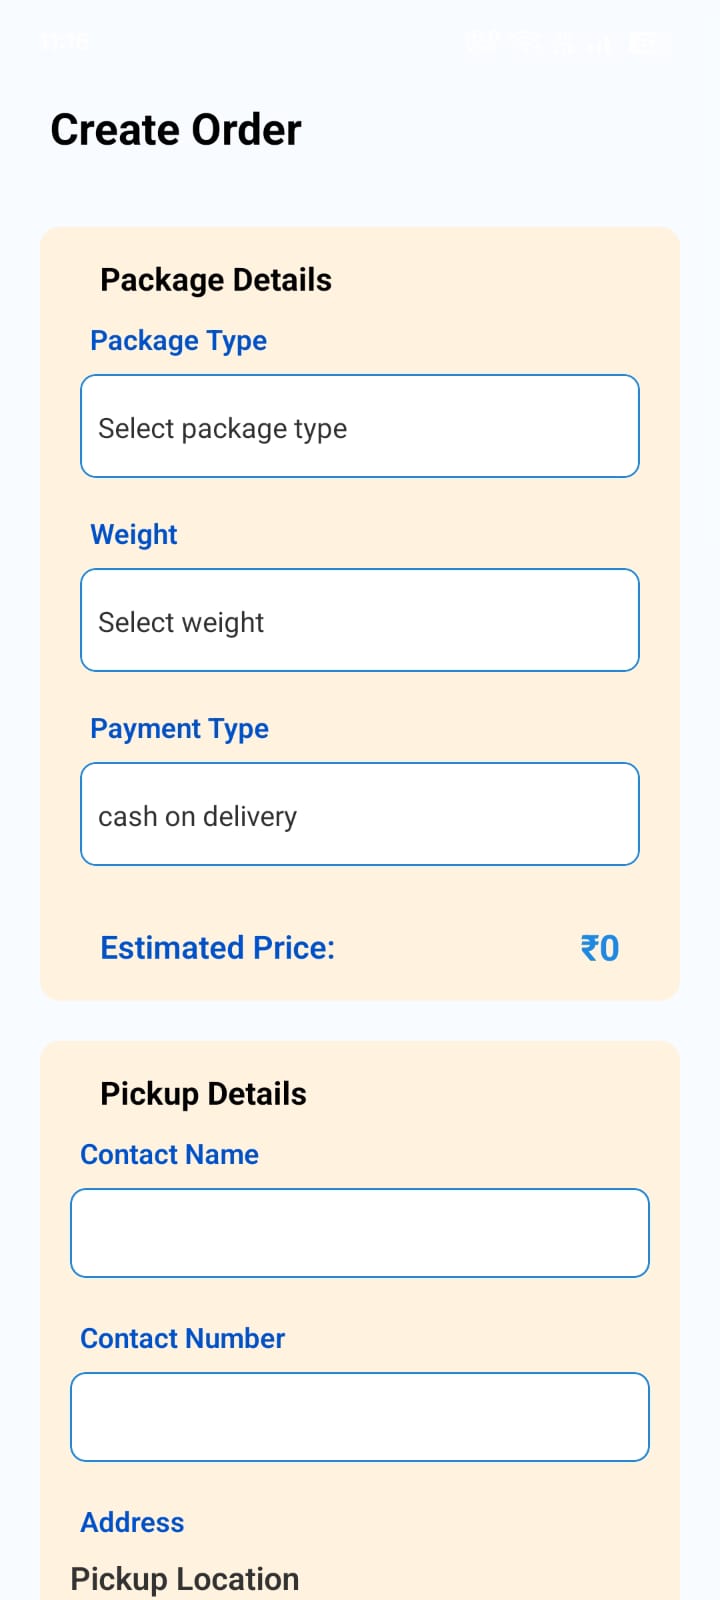 Create Order
Package Details
Package Type
Select package type
Weight
Select weight
Payment Type
cash on delivery
Estimated Price: ₹0
Pickup Details
Contact Name
Contact Number
Address
Pickup Location